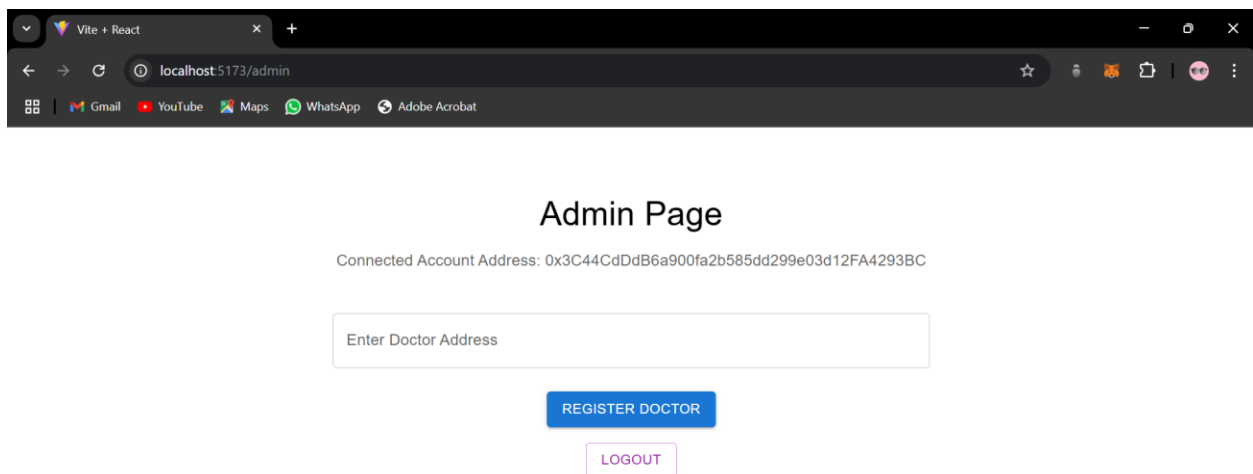 Vite + React
localhost:5173/admin
Gmail YouTube Maps WhatsApp Adobe Acrobat
Admin Page
Connected Account Address: 0x3C44CdDdB6a900fa2b585dd299e03d12FA4293BC
Enter Doctor Address
REGISTER DOCTOR
LOGOUT